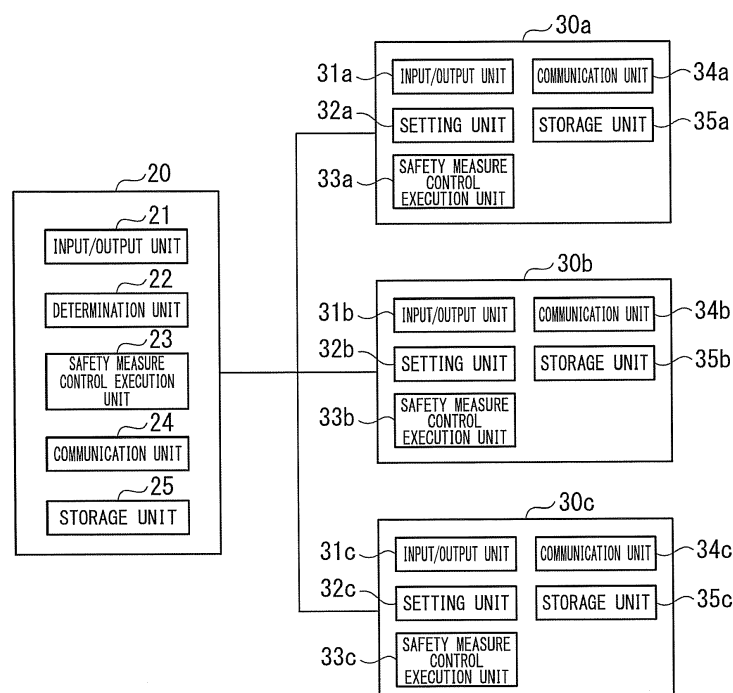 20
21
INPUT/OUTPUT UNIT
22
DETERMINATION UNIT
23
SAFETY MEASURE
CONTROL EXECUTION
UNIT
24
COMMUNICATION UNIT
25
STORAGE UNIT
30a
31a
INPUT/OUTPUT UNIT
COMMUNICATION UNIT
34a
32a
SETTING UNIT
STORAGE UNIT
35a
33a
SAFETY MEASURE
CONTROL
EXECUTION UNIT
30b
31b
INPUT/OUTPUT UNIT
COMMUNICATION UNIT
34b
32b
SETTING UNIT
STORAGE UNIT
35b
33b
SAFETY MEASURE
CONTROL
EXECUTION UNIT
30c
31c
INPUT/OUTPUT UNIT
COMMUNICATION UNIT
34c
32c
SETTING UNIT
STORAGE UNIT
35c
33c
SAFETY MEASURE
CONTROL
EXECUTION UNIT